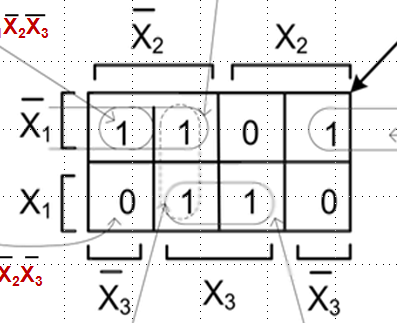 X̅₂X̅₃
X̅₂ X₂
X̅₁ 1 1 0 1
X₁ 0 1 1 0
X̅₂X̅₃
X̅₃ X₃ X̅₃